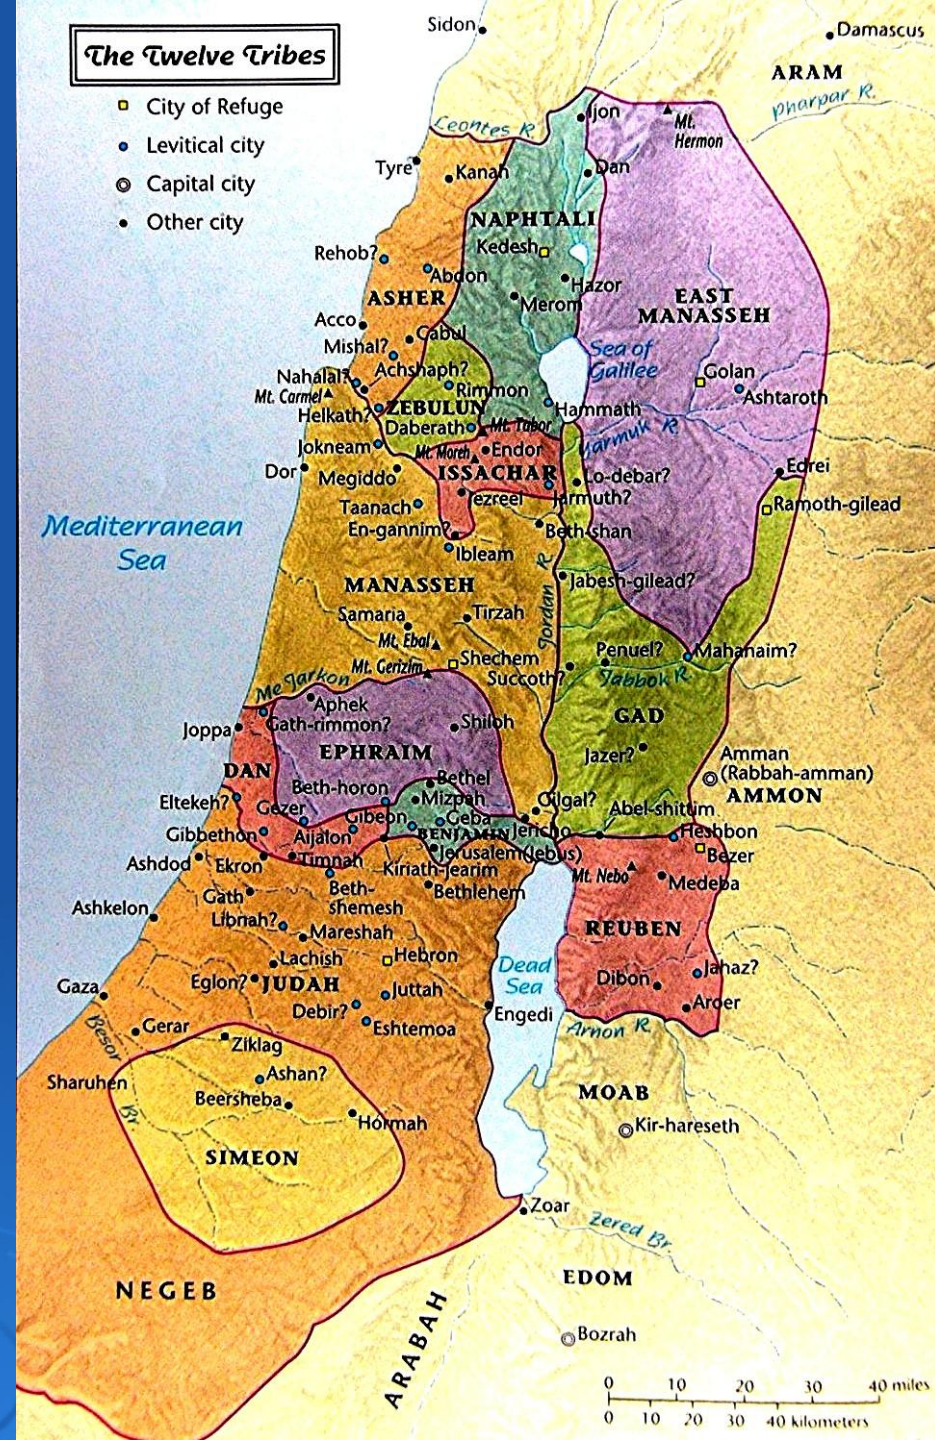 The Twelve Tribes
City of Refuge
Levitical city
Capital city
Other city
Sidon
Damascus
ARAM
Pharpar R.
Leontes R.
Ijon
Mt.
Hermon
Tyre
Kanah
Dan
NAPHTALI
Kedesh
Rehob?
Abdon
Hazor
ASHER
Merom
EAST
MANASSEH
Acco
Cabul
Mishal?
Sea of
Galilee
Achshaph?
Nahalal?
Golan
Mt. Carmel
Rimmon
Ashtaroth
Helkath?
ZEBULUN
Hammath
Daberath
Mt. Tabor
Yarmuk R.
Jokneam
Mt. Moreh
Endor
Dor
Megiddo
ISSACHAR
Lo-debar?
Edrei
Jezreel
Jarmuth?
Ramoth-gilead
Taanach
En-gannim?
Beth-shan
Mediterranean
Sea
Ibleam
MANASSEH
Jordan R.
Jabesh-gilead?
Samaria
Tirzah
Mt. Ebal
Penuel?
Mahanaim?
Mt. Gerizim
Shechem
Succoth?
Jabbok R.
Me Jarkon
Aphek
Gath-rimmon?
Shiloh
GAD
Joppa
EPHRAIM
Jazer?
Amman
(Rabbah-amman)
AMMON
DAN
Bethel
Beth-horon
Mizpah
Eltekeh?
Gezer
Gibeon
Geba
Gilgal?
Abel-shittim
Gibbethon
Aijalon
BENJAMIN
Jericho
Heshbon
Ashdod
Ekron
Timnah
Jerusalem(Jebus)
Bezer
Kiriath-jearim
Mt. Nebo
Medeba
Gath
Beth-
shemesh
Bethlehem
Ashkelon
Libnah?
Mareshah
REUBEN
Lachish
Hebron
Dead
Sea
Jahaz?
Eglon?
JUDAH
Juttah
Dibon
Gaza
Debir?
Eshtemoa
Engedi
Aroer
Besor
Br
Gerar
Ziklag
Arnon R.
Sharuhen
Ashan?
MOAB
Beersheba
Hormah
Kir-hareseth
SIMEON
Zoar
Zered Br.
NEGEB
EDOM
ARABAH
Bozrah
0 10 20 30 40 miles
0 10 20 30 40 kilometers